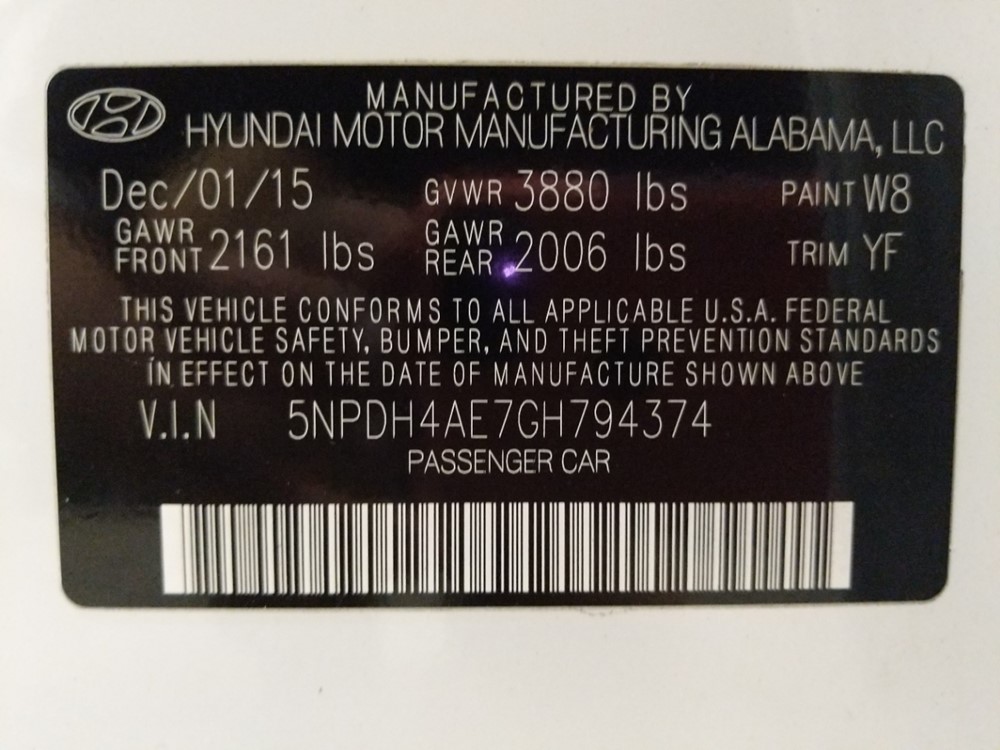 MANUFACTURED BY
HYUNDAI MOTOR MANUFACTURING ALABAMA, LLC
Dec/01/15 GVWR 3880 lbs PAINT W8
GAWR FRONT 2161 lbs GAWR REAR 2006 lbs TRIM YF
THIS VEHICLE CONFORMS TO ALL APPLICABLE U.S.A. FEDERAL
MOTOR VEHICLE SAFETY, BUMPER, AND THEFT PREVENTION STANDARDS
IN EFFECT ON THE DATE OF MANUFACTURE SHOWN ABOVE
V.I.N 5NPDH4AE7GH794374
PASSENGER CAR